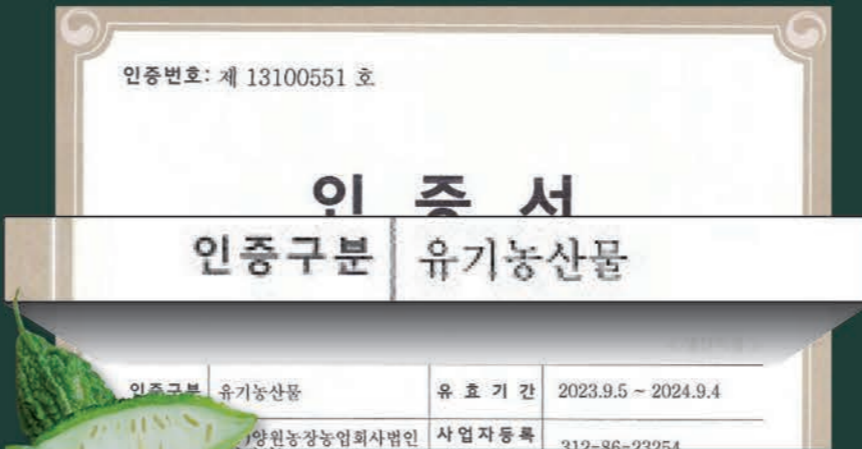 인증번호: 제 13100551 호
인 증 서
인증구분 유기농산물
인증구분 유기농산물 유 효 기 간 2023.9.5 ~ 2024.9.4
)양원농장농업회사법인 사업자등록 312-86-23254